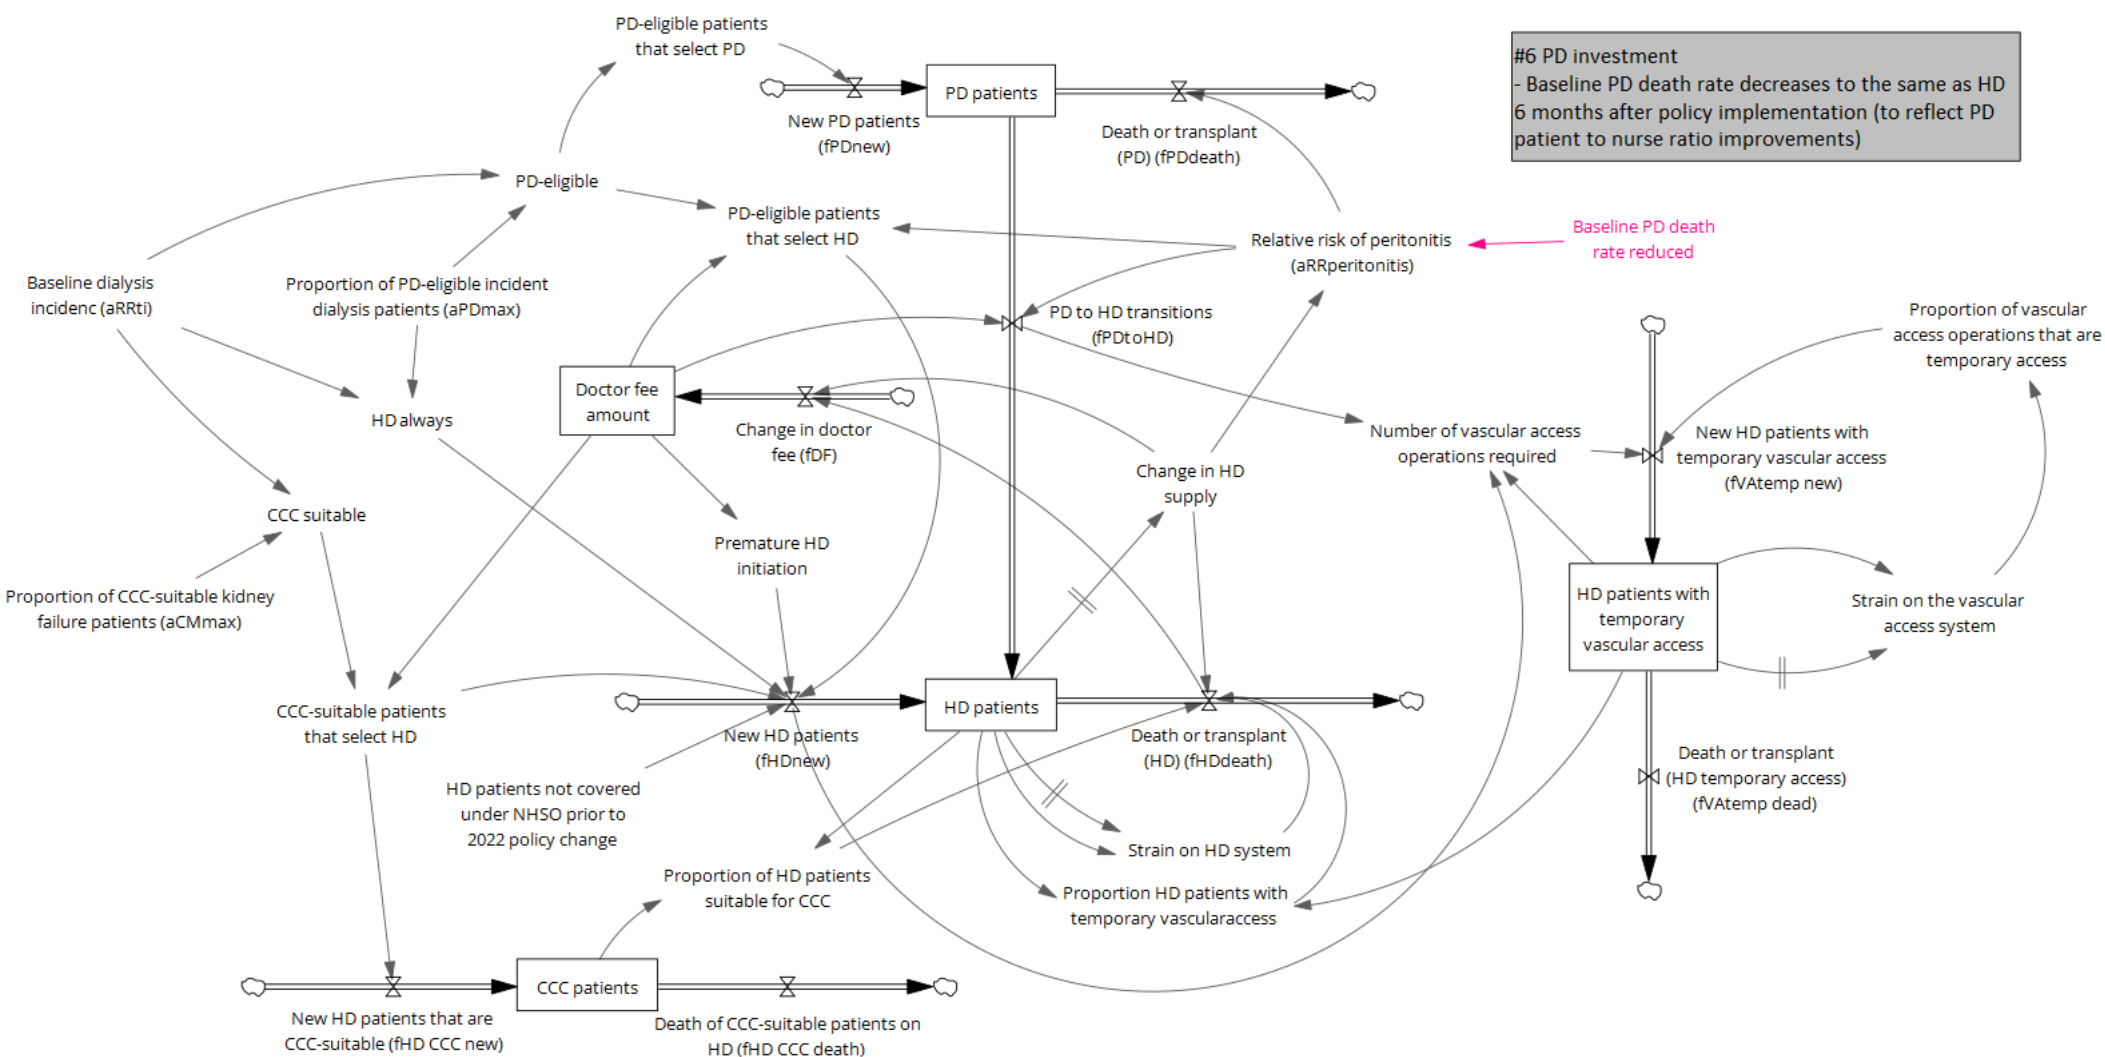 PD-eligible patients
that select PD
#6 PD investment
- Baseline PD death rate decreases to the same as HD
6 months after policy implementation (to reflect PD
patient to nurse ratio improvements)
PD patients
New PD patients
(fPDnew)
Death or transplant
(PD) (fPDdeath)
PD-eligible
PD-eligible patients
that select HD
Relative risk of peritonitis
(aRRperitonitis)
Baseline PD death
rate reduced
Baseline dialysis
incidenc (aRRti)
Proportion of PD-eligible incident
dialysis patients (aPDmax)
PD to HD transitions
(fPDtoHD)
Proportion of vascular
access operations that are
temporary access
Doctor fee
amount
HD always
Change in doctor
fee (fDF)
Number of vascular access
operations required
New HD patients with
temporary vascular access
(fVAtemp new)
Change in HD
supply
CCC suitable
Premature HD
initiation
Proportion of CCC-suitable kidney
failure patients (aCMmax)
HD patients with
temporary
vascular access
Strain on the vascular
access system
CCC-suitable patients
that select HD
HD patients
New HD patients
(fHDnew)
Death or transplant
(HD) (fHDdeath)
Death or transplant
(HD temporary access)
(fVAtemp dead)
HD patients not covered
under NHSO prior to
2022 policy change
Strain on HD system
Proportion of HD patients
suitable for CCC
Proportion HD patients with
temporary vascularaccess
CCC patients
New HD patients that are
CCC-suitable (fHD CCC new)
Death of CCC-suitable patients on
HD (fHD CCC death)